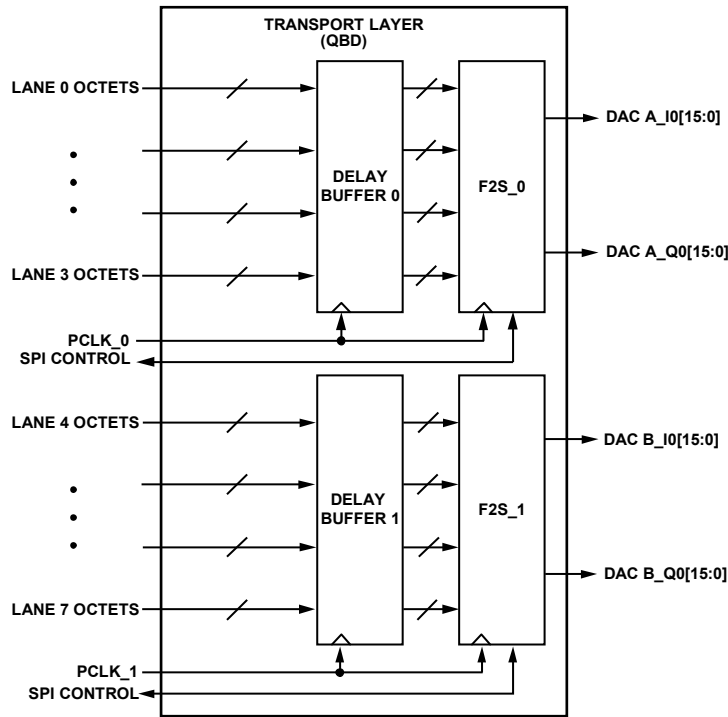 TRANSPORT LAYER
(QBD)
LANE 0 OCTETS
DELAY
BUFFER 0
F2S_0
DAC A_I0[15:0]
DAC A_Q0[15:0]
LANE 3 OCTETS
PCLK_0
SPI CONTROL
LANE 4 OCTETS
DELAY
BUFFER 1
F2S_1
DAC B_I0[15:0]
DAC B_Q0[15:0]
LANE 7 OCTETS
PCLK_1
SPI CONTROL